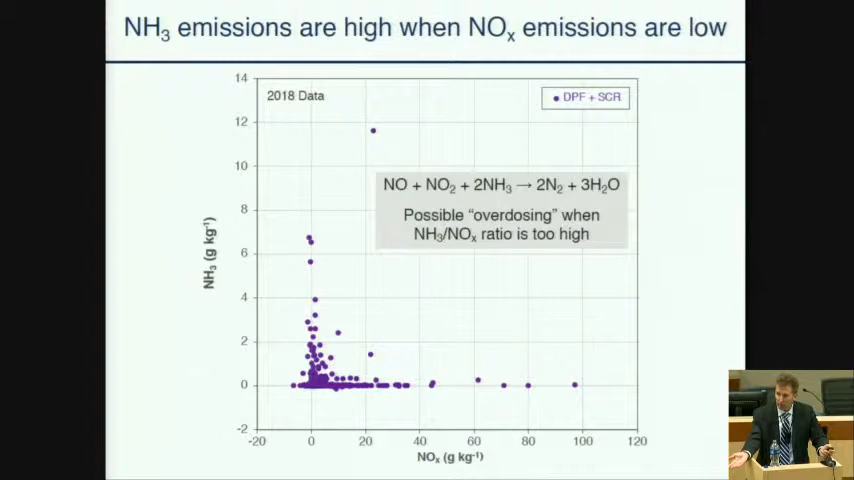 NH₃ emissions are high when NOₓ emissions are low
2018 Data
DPF + SCR
NO + NO₂ + 2NH₃ → 2N₂ + 3H₂O
Possible "overdosing" when
NH₃/NOₓ ratio is too high
NH₃ (g kg⁻¹)
14
12
10
8
6
4
2
0
-2
-20
0
20
40
60
80
100
120
NOₓ (g kg⁻¹)